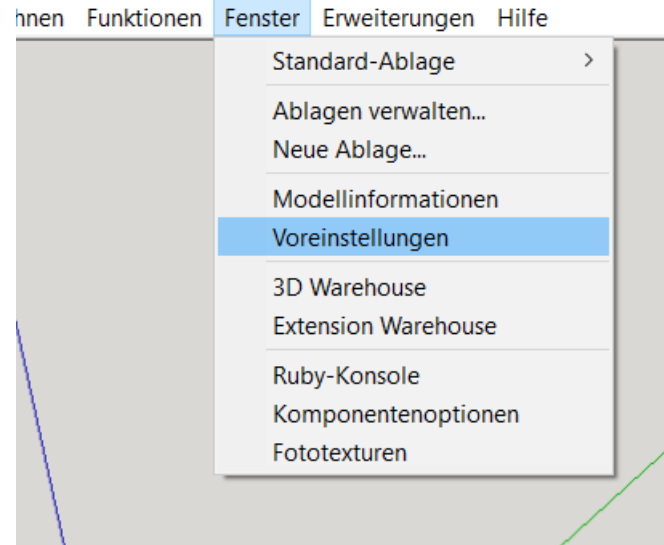 Funktionen Fenster Erweiterungen Hilfe
Standard-Ablage >
Ablagen verwalten...
Neue Ablage...
Modellinformationen
Voreinstellungen
3D Warehouse
Extension Warehouse
Ruby-Konsole
Komponentenoptionen
Fototexturen